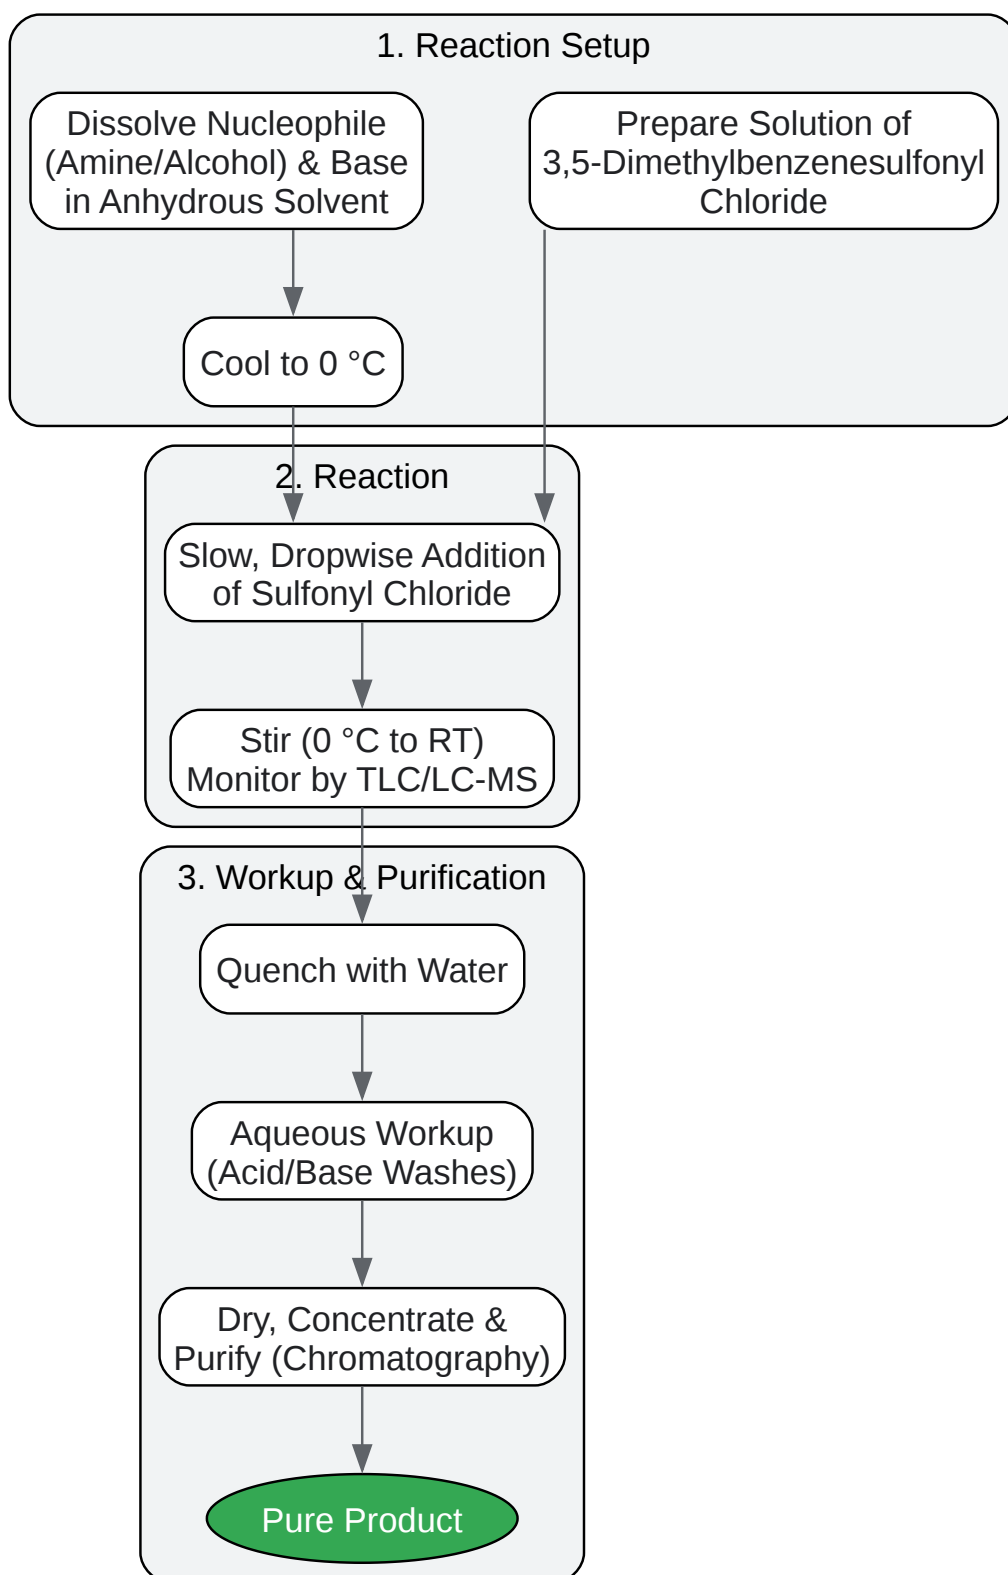 1. Reaction Setup
Dissolve Nucleophile
(Amine/Alcohol) & Base
in Anhydrous Solvent
Prepare Solution of
3,5-Dimethylbenzenesulfonyl
Chloride
Cool to 0 °C
2. Reaction
Slow, Dropwise Addition
of Sulfonyl Chloride
Stir (0 °C to RT)
Monitor by TLC/LC-MS
3. Workup & Purification
Quench with Water
Aqueous Workup
(Acid/Base Washes)
Dry, Concentrate &
Purify (Chromatography)
Pure Product